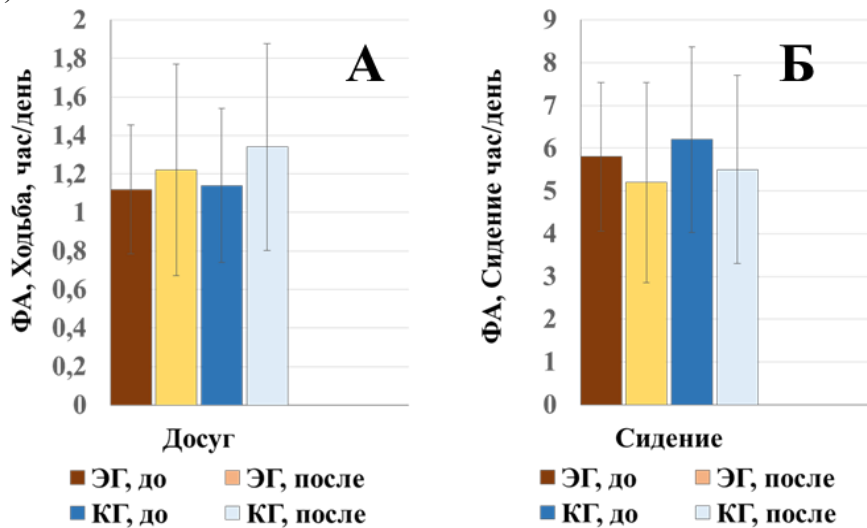 )
ФА, Ходьба, час/день
2
1,8
1,6
1,4
1,2
1
0,8
0,6
0,4
0,2
0
А
Досуг
ЭГ, до ЭГ, после
КГ, до КГ, после
ФА, Сидение час/день
9
8
7
6
5
4
3
2
1
0
Б
Сидение
ЭГ, до ЭГ, после
КГ, до КГ, после